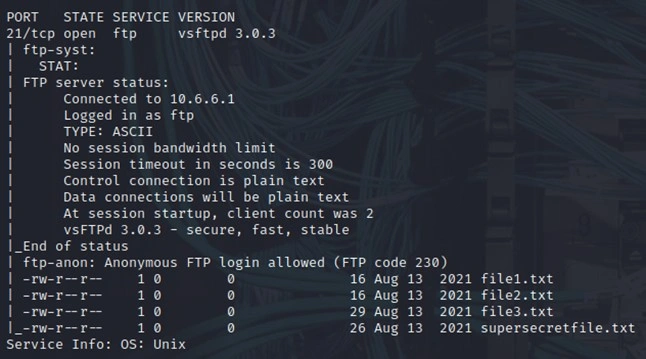 PORT   STATE SERVICE VERSION
21/tcp open  ftp     vsftpd 3.0.3
| ftp-syst:
|   STAT:
| FTP server status:
|      Connected to 10.6.6.1
|      Logged in as ftp
|      TYPE: ASCII
|      No session bandwidth limit
|      Session timeout in seconds is 300
|      Control connection is plain text
|      Data connections will be plain text
|      At session startup, client count was 2
|      vsFTPd 3.0.3 - secure, fast, stable
|_End of status
| ftp-anon: Anonymous FTP login allowed (FTP code 230)
| -rw-r--r--    1 0        0              16 Aug 13  2021 file1.txt
| -rw-r--r--    1 0        0              16 Aug 13  2021 file2.txt
| -rw-r--r--    1 0        0              29 Aug 13  2021 file3.txt
|_-rw-r--r--    1 0        0              26 Aug 13  2021 supersecretfile.txt
Service Info: OS: Unix